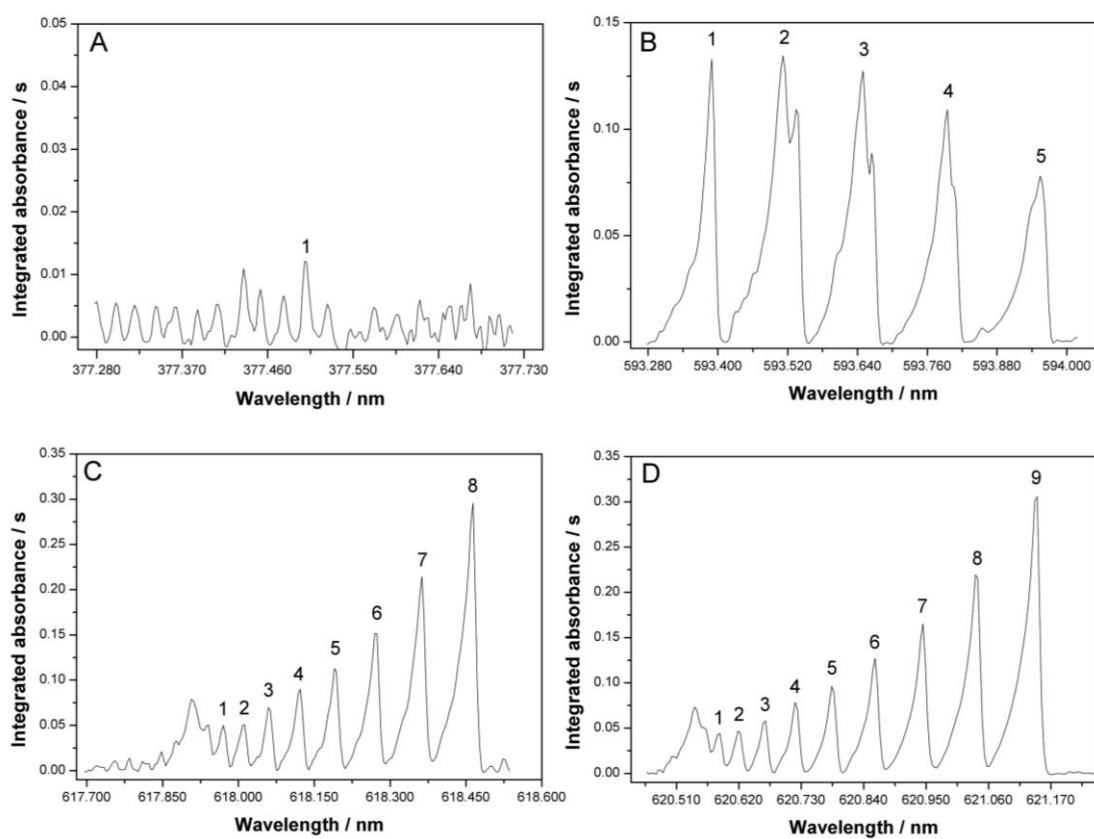 A
0.05
0.04
0.03
0.02
0.01
0.00
1
377.280 377.370 377.460 377.550 377.640 377.730
Integrated absorbance / s
Wavelength / nm
B
0.15
0.10
0.05
0.00
1 2 3 4 5
593.280 593.400 593.520 593.640 593.760 593.880 594.000
Integrated absorbance / s
Wavelength / nm
C
0.35
0.30
0.25
0.20
0.15
0.10
0.05
0.00
1 2 3 4 5 6 7 8
617.700 617.850 618.000 618.150 618.300 618.450 618.600
Integrated absorbance / s
Wavelength / nm
D
0.35
0.30
0.25
0.20
0.15
0.10
0.05
0.00
1 2 3 4 5 6 7 8 9
620.510 620.620 620.730 620.840 620.950 621.060 621.170
Integrated absorbance / s
Wavelength / nm